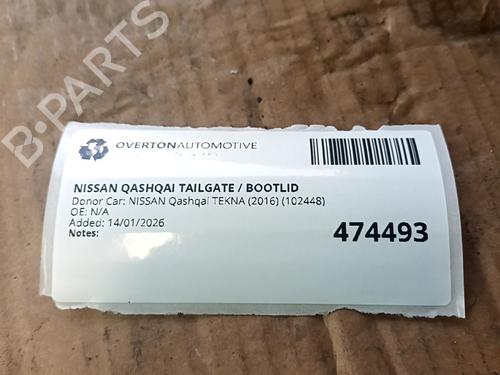 B-PARTS
OVERTONAUTOMOTIVE
NISSAN QASHQAI TAILGATE / BOOTLID
Donor Car: NISSAN Qashqai TEKNA (2016) (102448)
OE: N/A
Added: 14/01/2026
Notes:
474493